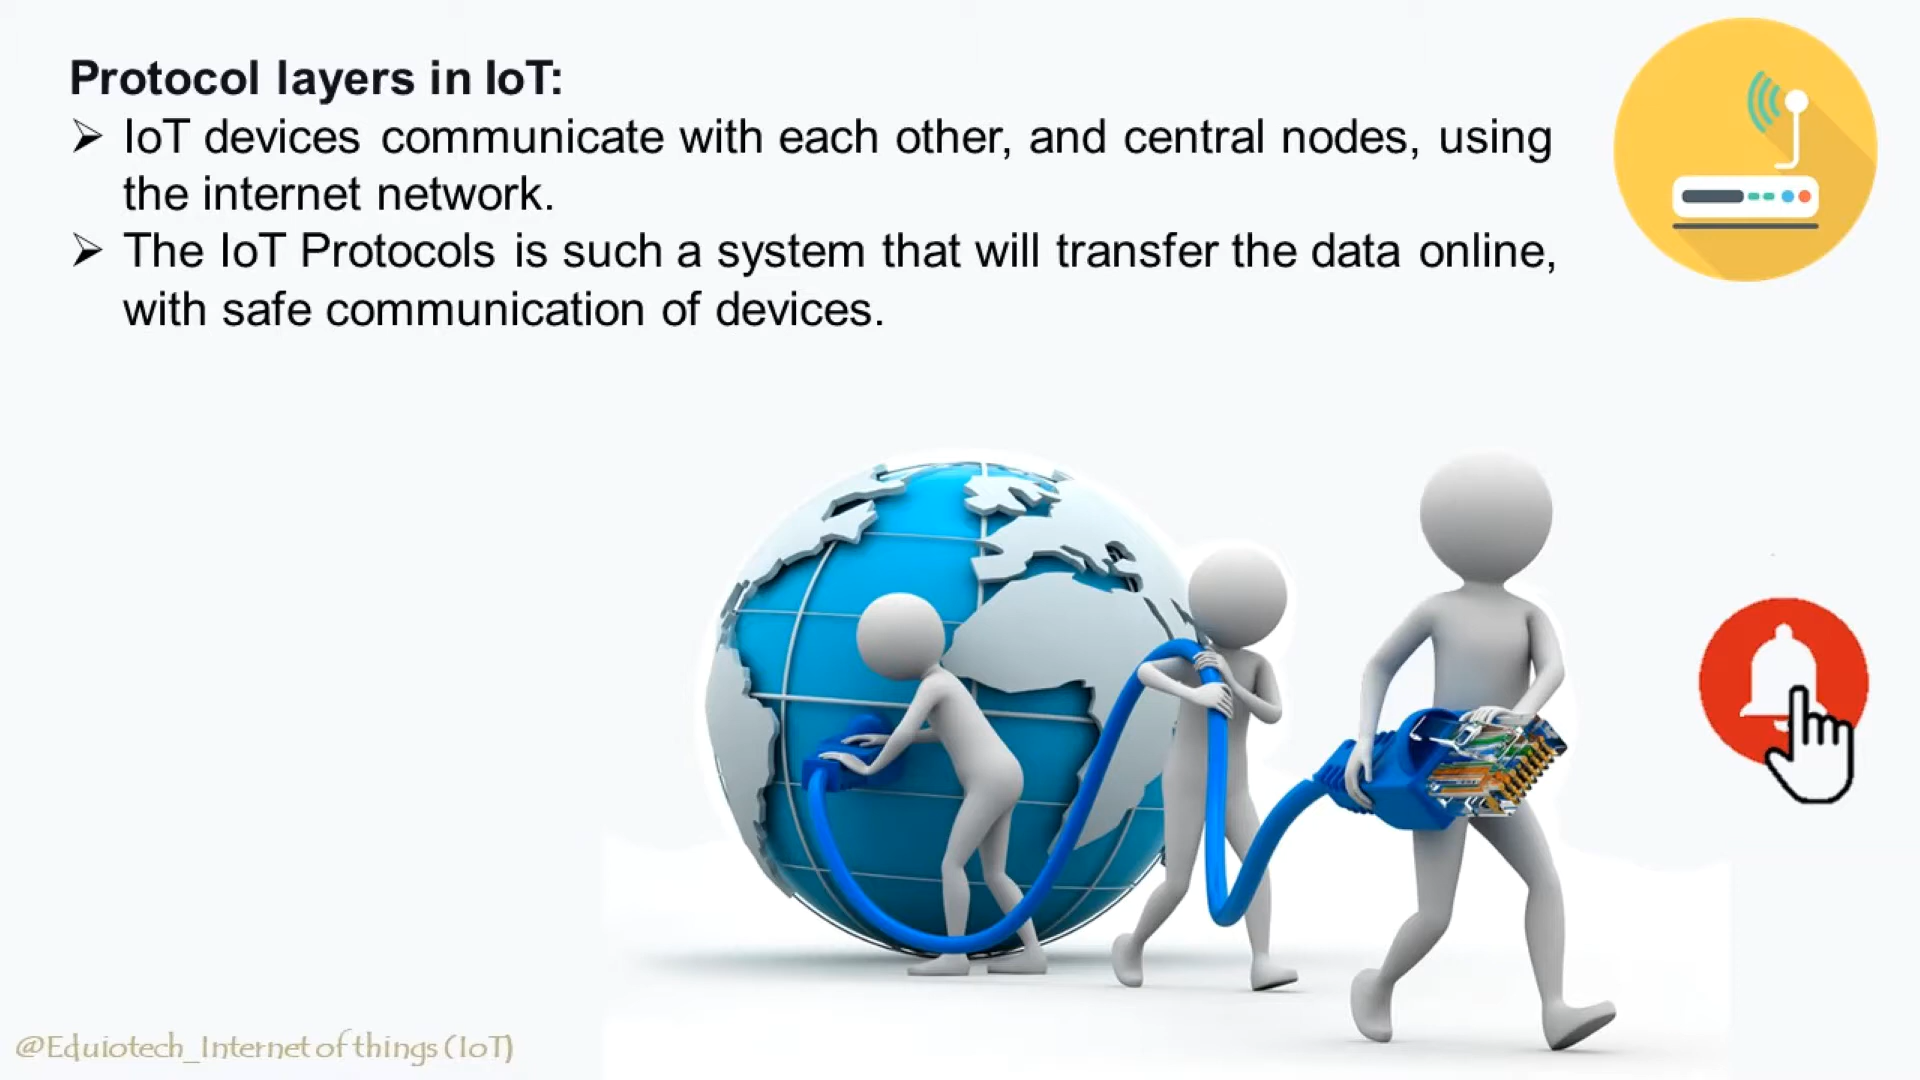 Protocol layers in IoT:
➢ IoT devices communicate with each other, and central nodes, using
the internet network.
➢ The IoT Protocols is such a system that will transfer the data online,
with safe communication of devices.
@Eduiotech_Internet of things (IoT)